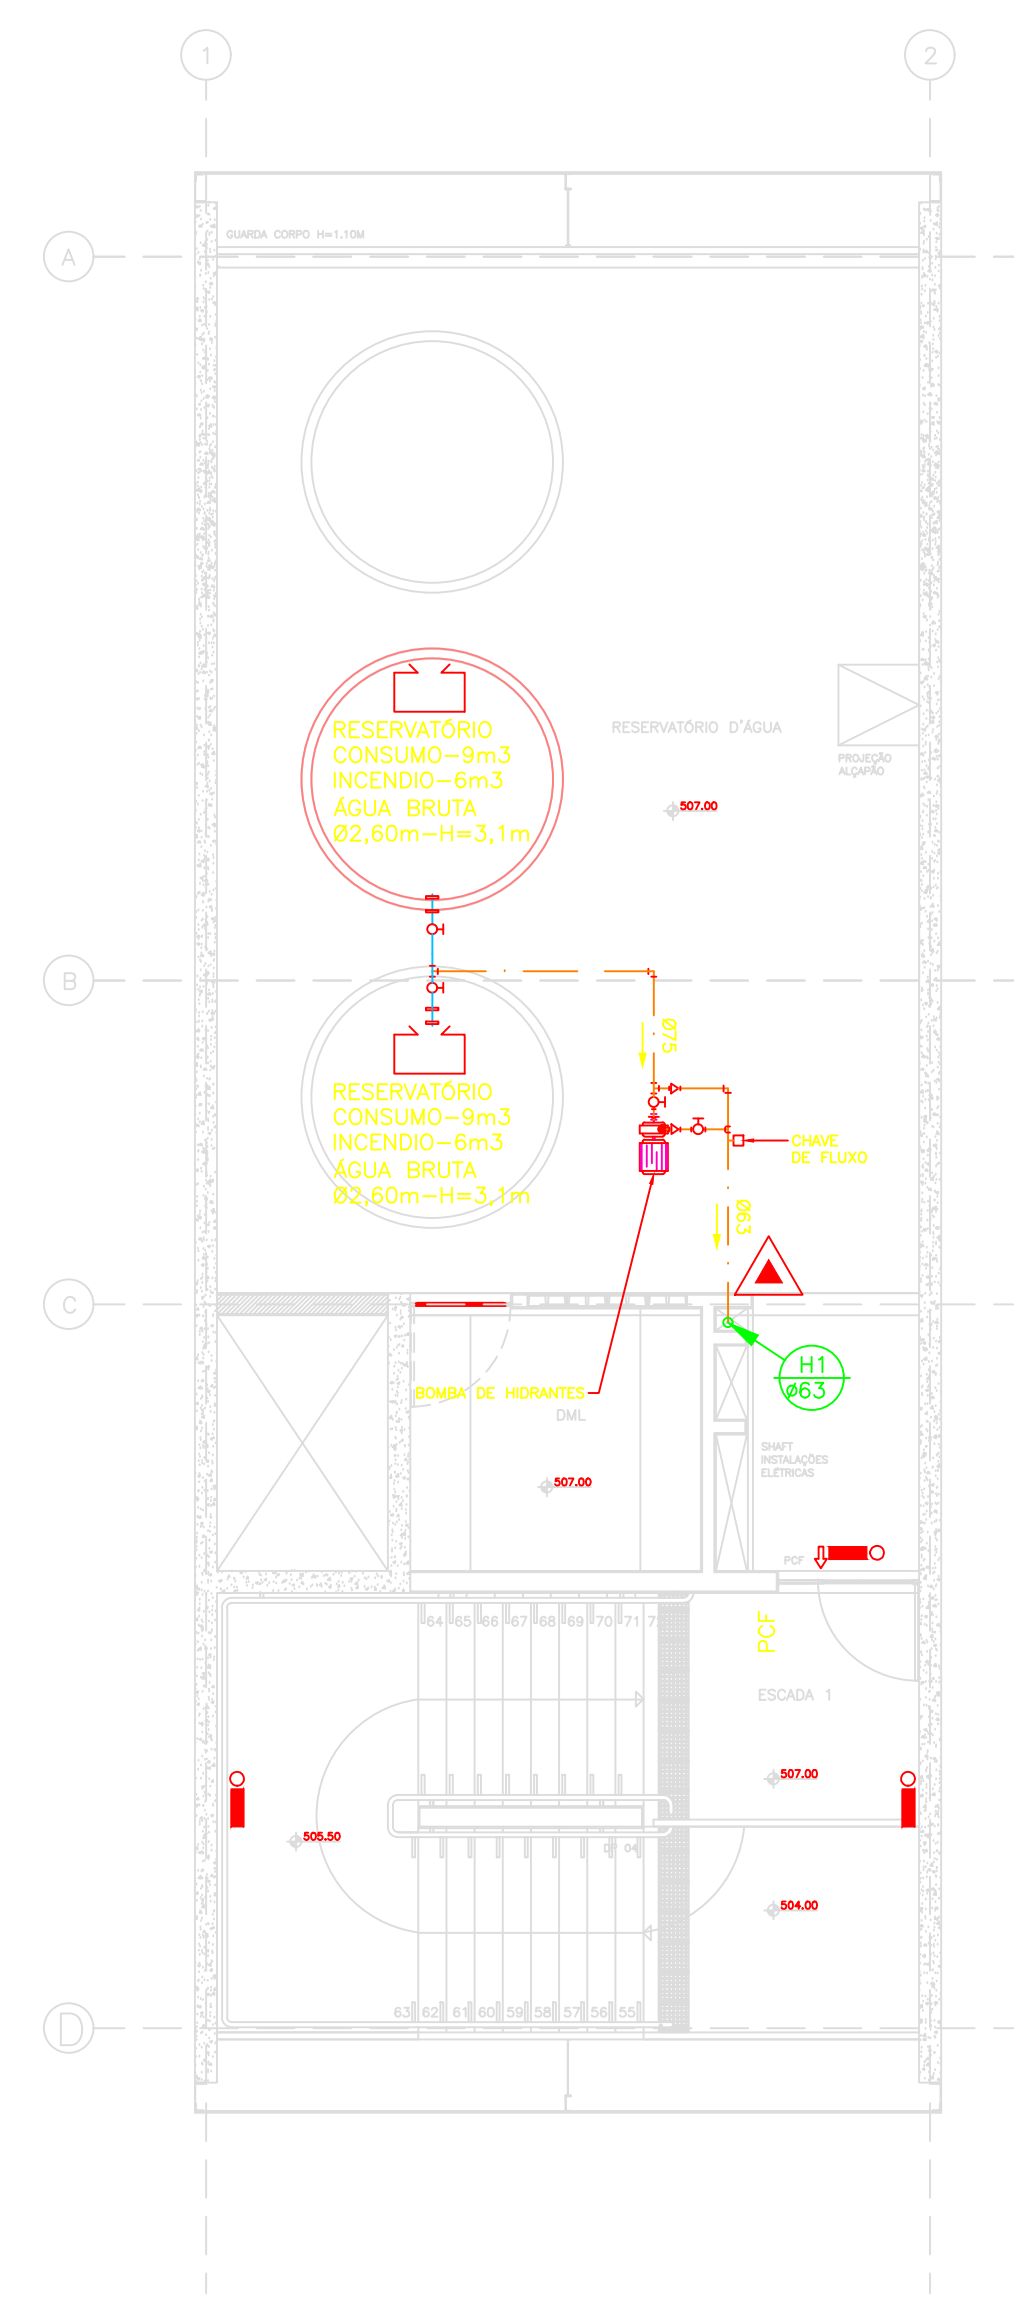 1
2
GUARDA CORPO H=1.10M
A
RESERVATÓRIO
CONSUMO-9m3
INCENDIO-6m3
ÁGUA BRUTA
Ø2,60m-H=3,1m
RESERVATÓRIO D'ÁGUA
PROJEÇÃO
ALÇAPÃO
507.00
B
Ø75
RESERVATÓRIO
CONSUMO-9m3
INCENDIO-6m3
ÁGUA BRUTA
Ø2,60m-H=3,1m
CHAVE
DE FLUXO
Ø63
C
H1
ø63
BOMBA DE HIDRANTES
DML
SHAFT
INSTALAÇÕES
ELÉTRICAS
507.00
PCF
64 65 66 67 68 69 70 71
PCF
ESCADA 1
507.00
505.50
DP 04
504.00
63 62 61 60 59 58 57 56 55
D